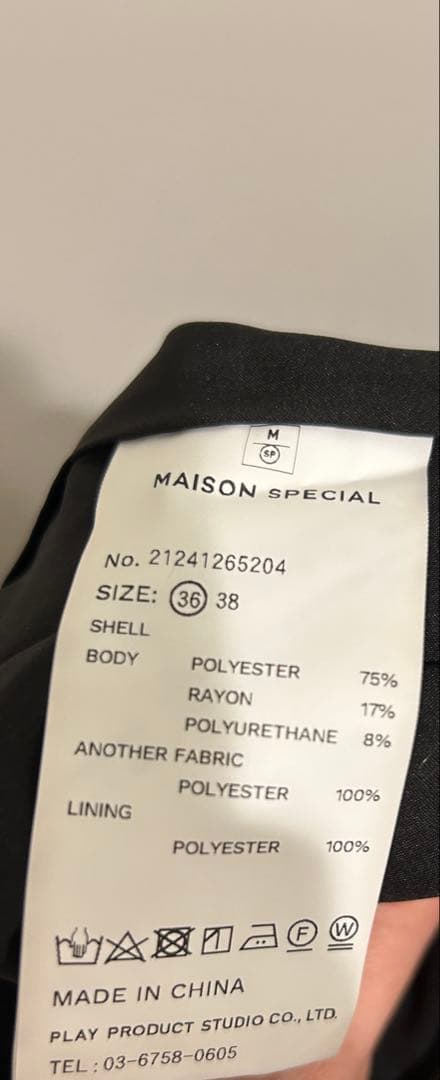 M
SP
MAISON SPECIAL
No. 21241265204
SIZE: 36 38
SHELL
BODY POLYESTER 75%
RAYON 17%
POLYURETHANE 8%
ANOTHER FABRIC
POLYESTER 100%
LINING
POLYESTER 100%
F W
MADE IN CHINA
PLAY PRODUCT STUDIO CO., LTD.
TEL : 03-6758-0605